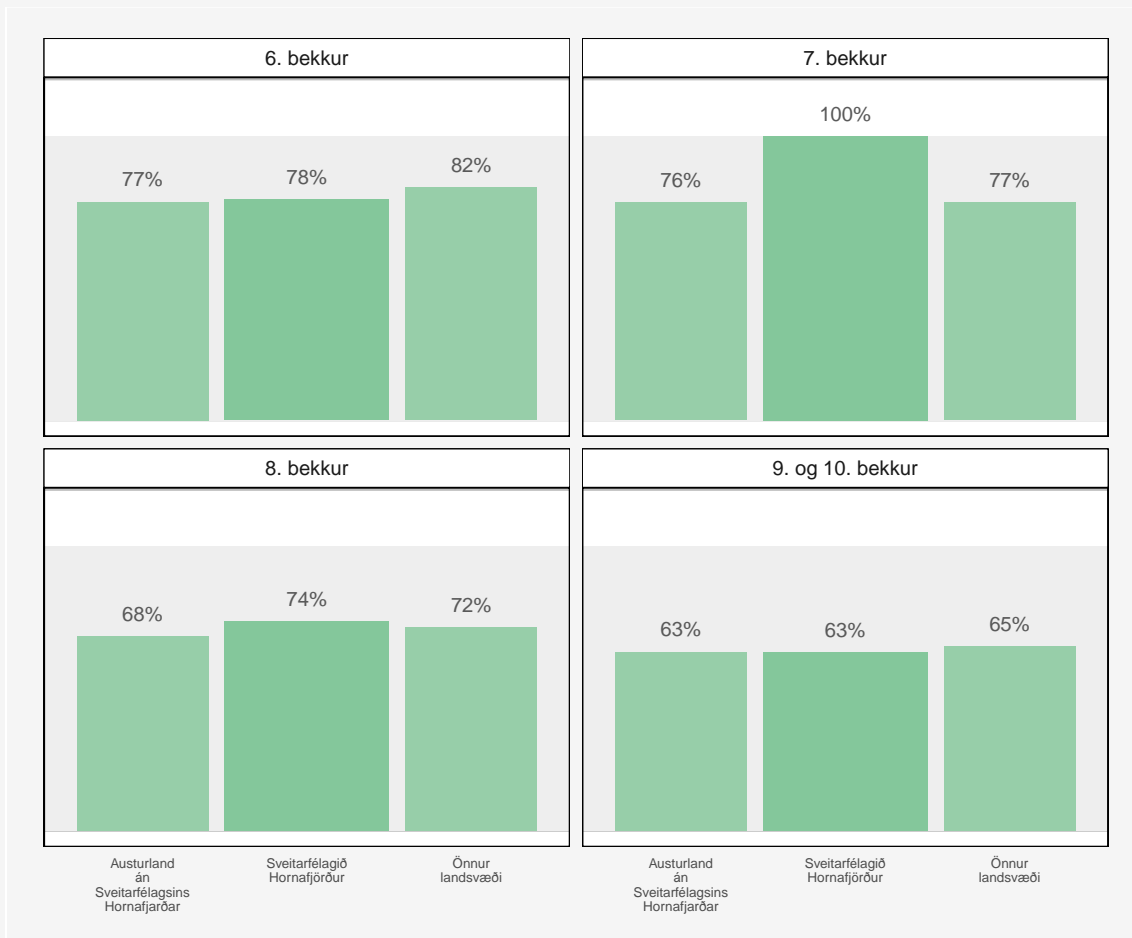 6. bekkur
77%
78%
82%
7. bekkur
76%
100%
77%
8. bekkur
68%
74%
72%
9. og 10. bekkur
63%
63%
65%
Austurland
án
Sveitarfélagsins
Hornafjarðar
Sveitarfélagið
Hornafjörður
Önnur
landsvæði
Austurland
án
Sveitarfélagsins
Hornafjarðar
Sveitarfélagið
Hornafjörður
Önnur
landsvæði